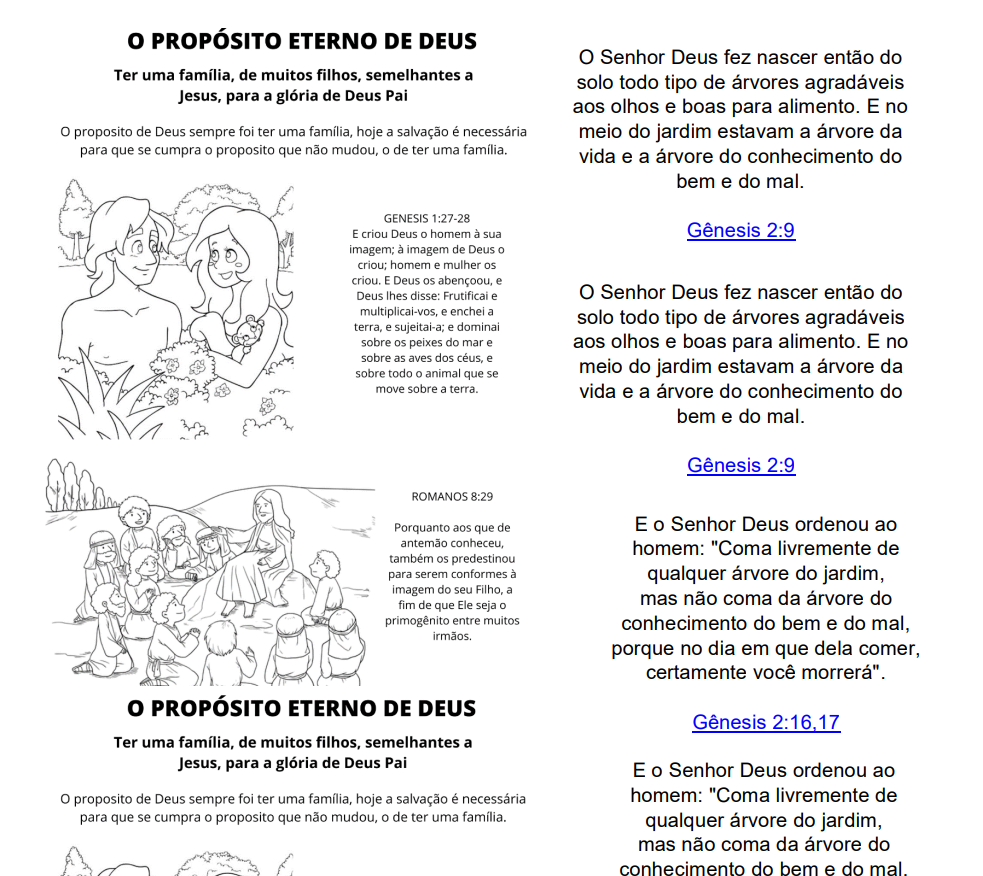 O PROPÓSITO ETERNO DE DEUS
Ter uma família, de muitos filhos, semelhantes a
Jesus, para a glória de Deus Pai
O proposito de Deus sempre foi ter uma família, hoje a salvação é necessária
para que se cumpra o proposito que não mudou, o de ter uma família.
GENESIS 1:27-28
E criou Deus o homem à sua
imagem; à imagem de Deus o
criou; homem e mulher os
criou. E Deus os abençoou, e
Deus lhes disse: Frutificai e
multiplicai-vos, e enchei a
terra, e sujeitai-a; e dominai
sobre os peixes do mar e
sobre as aves dos céus, e
sobre todo o animal que se
move sobre a terra.
ROMANOS 8:29
Porquanto aos que de
antemão conheceu,
também os predestinou
para serem conformes à
imagem do seu Filho, a
fim de que Ele seja o
primogênito entre muitos
irmãos.
O PROPÓSITO ETERNO DE DEUS
Ter uma família, de muitos filhos, semelhantes a
Jesus, para a glória de Deus Pai
O proposito de Deus sempre foi ter uma família, hoje a salvação é necessária
para que se cumpra o proposito que não mudou, o de ter uma família.
O Senhor Deus fez nascer então do
solo todo tipo de árvores agradáveis
aos olhos e boas para alimento. E no
meio do jardim estavam a árvore da
vida e a árvore do conhecimento do
bem e do mal.
Gênesis 2:9
O Senhor Deus fez nascer então do
solo todo tipo de árvores agradáveis
aos olhos e boas para alimento. E no
meio do jardim estavam a árvore da
vida e a árvore do conhecimento do
bem e do mal.
Gênesis 2:9
E o Senhor Deus ordenou ao
homem: "Coma livremente de
qualquer árvore do jardim,
mas não coma da árvore do
conhecimento do bem e do mal,
porque no dia em que dela comer,
certamente você morrerá".
Gênesis 2:16,17
E o Senhor Deus ordenou ao
homem: "Coma livremente de
qualquer árvore do jardim,
mas não coma da árvore do
conhecimento do bem e do mal,